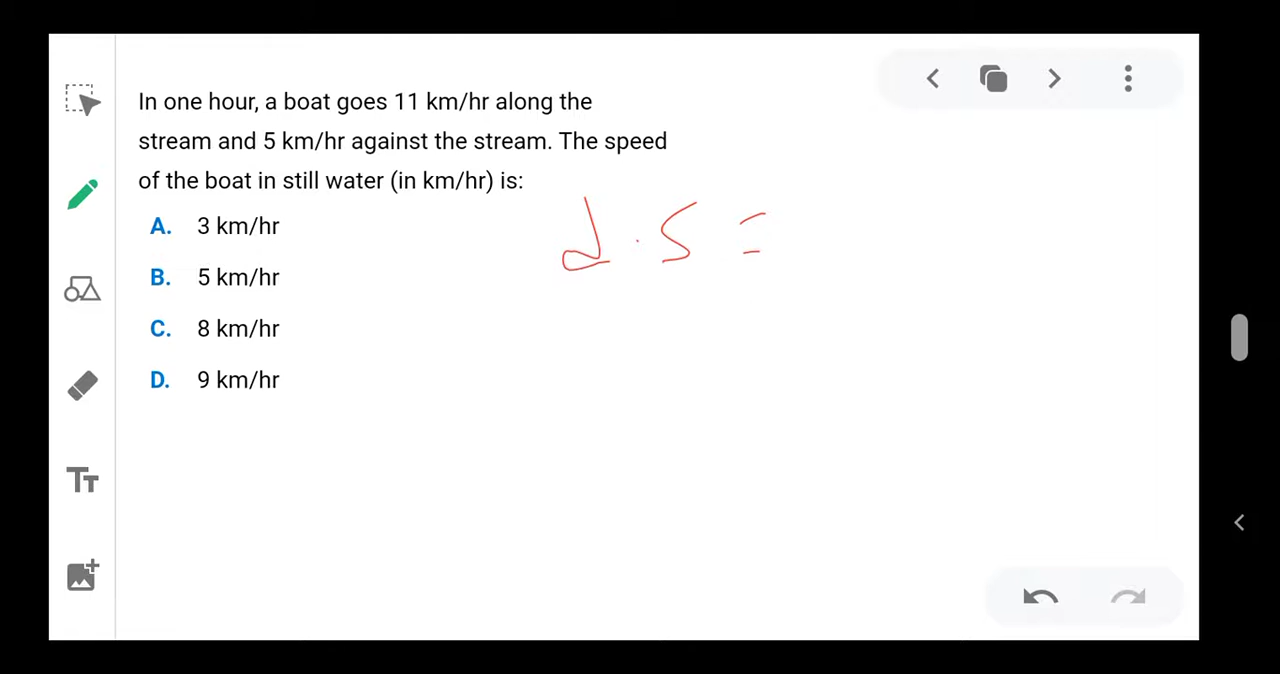 In one hour, a boat goes 11 km/hr along the
stream and 5 km/hr against the stream. The speed
of the boat in still water (in km/hr) is:
A. 3 km/hr
B. 5 km/hr
C. 8 km/hr
D. 9 km/hr
d.s =
Tт